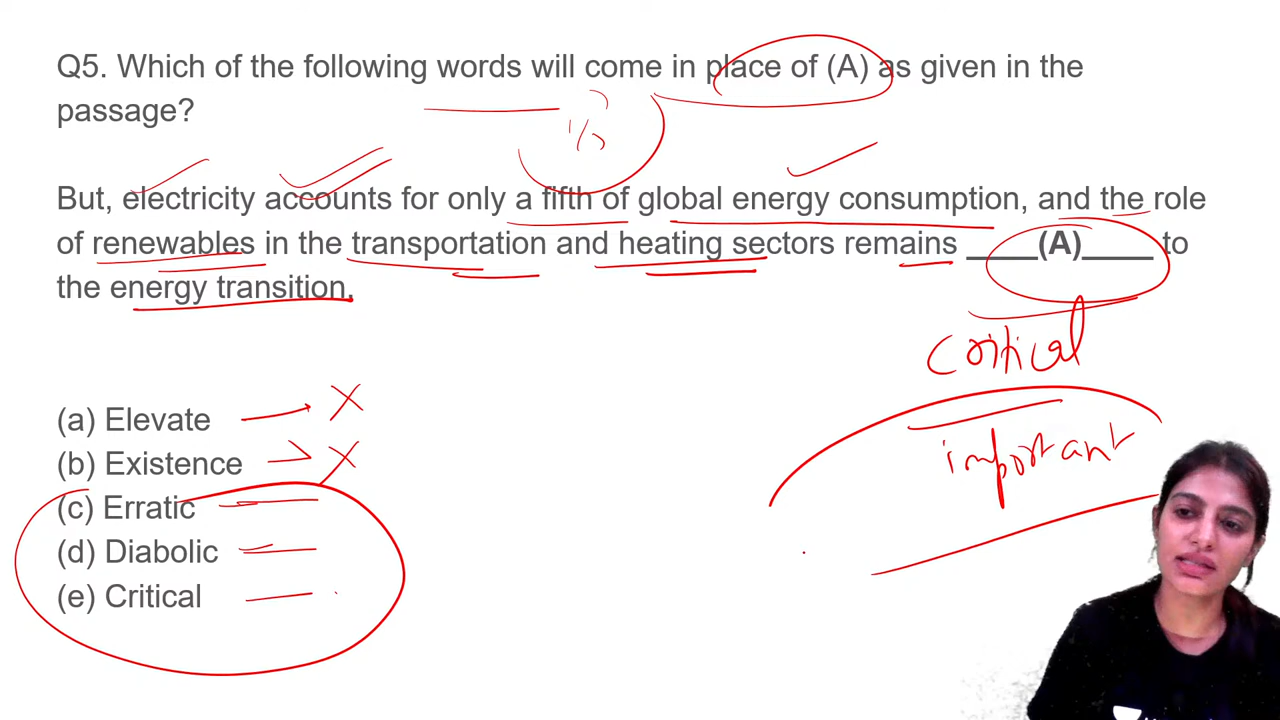 Q5. Which of the following words will come in place of (A) as given in the
passage?
But, electricity accounts for only a fifth of global energy consumption, and the role
of renewables in the transportation and heating sectors remains _____(A)_____ to
the energy transition.
critical
important
(a) Elevate
(b) Existence
(c) Erratic
(d) Diabolic
(e) Critical